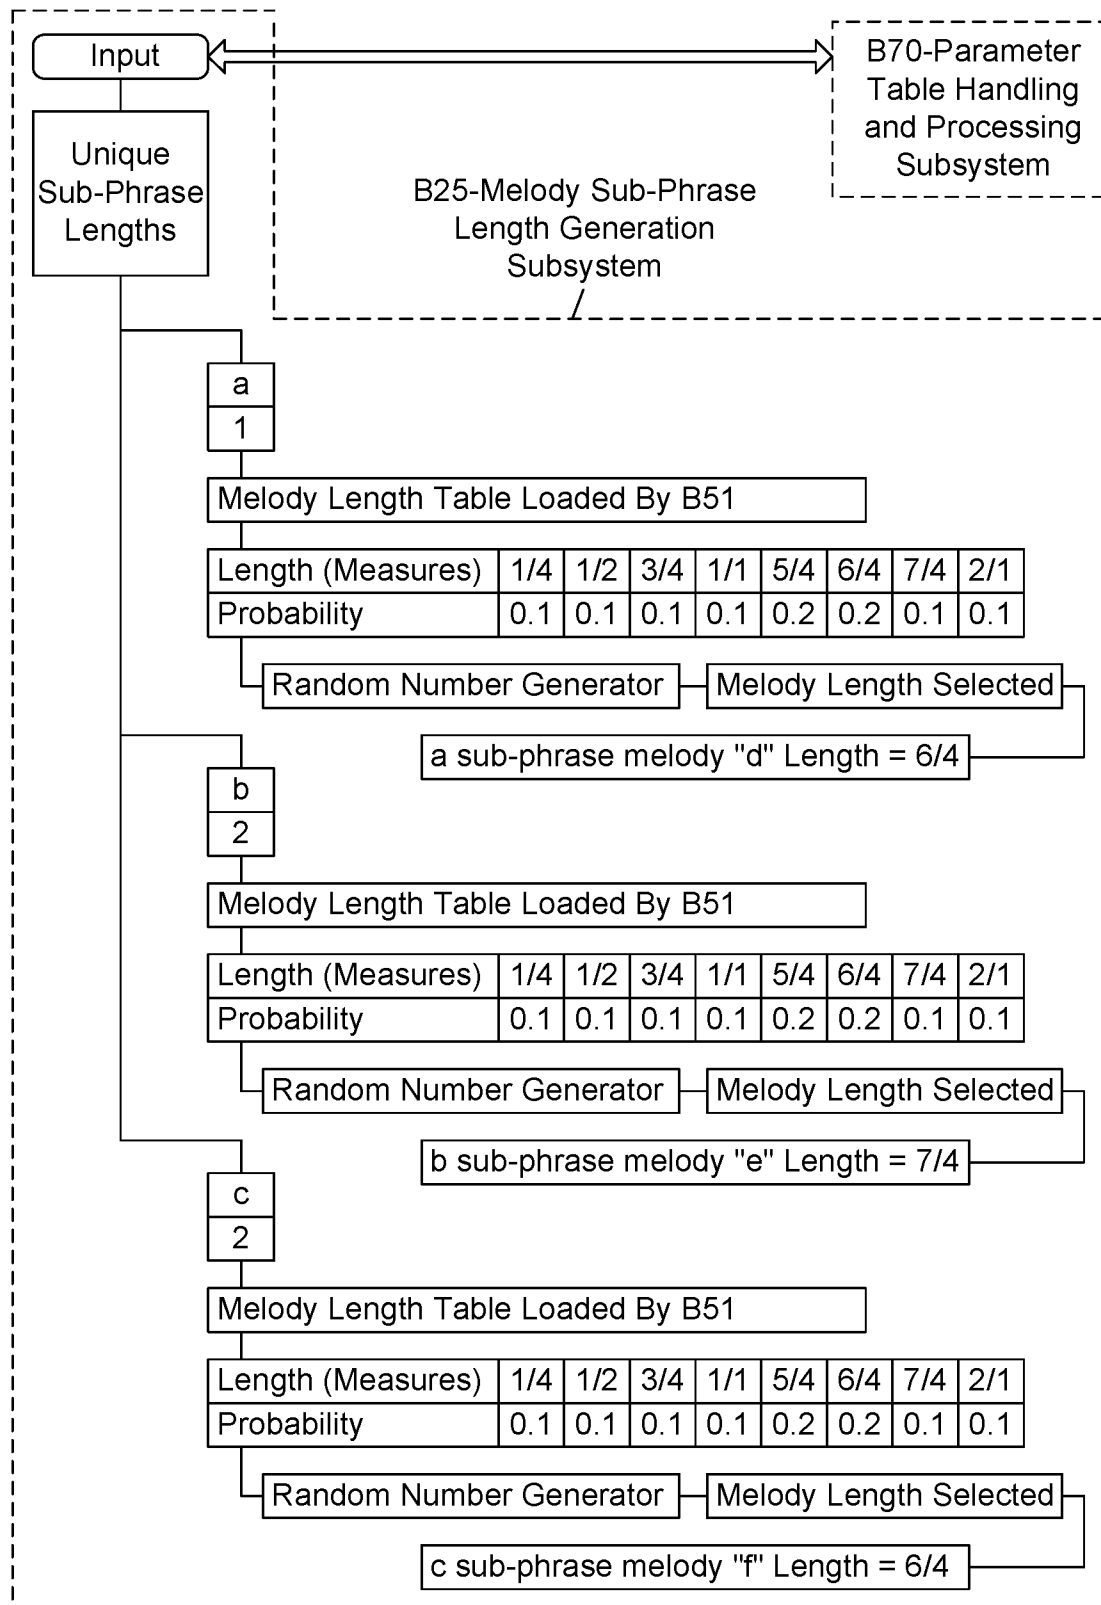 Input
B70-Parameter
Table Handling
and Processing
Subsystem
Unique
Sub-Phrase
Lengths
B25-Melody Sub-Phrase
Length Generation
Subsystem
a
1
Melody Length Table Loaded By B51
Length (Measures) 1/4 1/2 3/4 1/1 5/4 6/4 7/4 2/1
Probability 0.1 0.1 0.1 0.1 0.2 0.2 0.1 0.1
Random Number Generator Melody Length Selected
a sub-phrase melody "d" Length = 6/4
b
2
Melody Length Table Loaded By B51
Length (Measures) 1/4 1/2 3/4 1/1 5/4 6/4 7/4 2/1
Probability 0.1 0.1 0.1 0.1 0.2 0.2 0.1 0.1
Random Number Generator Melody Length Selected
b sub-phrase melody "e" Length = 7/4
c
2
Melody Length Table Loaded By B51
Length (Measures) 1/4 1/2 3/4 1/1 5/4 6/4 7/4 2/1
Probability 0.1 0.1 0.1 0.1 0.2 0.2 0.1 0.1
Random Number Generator Melody Length Selected
c sub-phrase melody "f" Length = 6/4